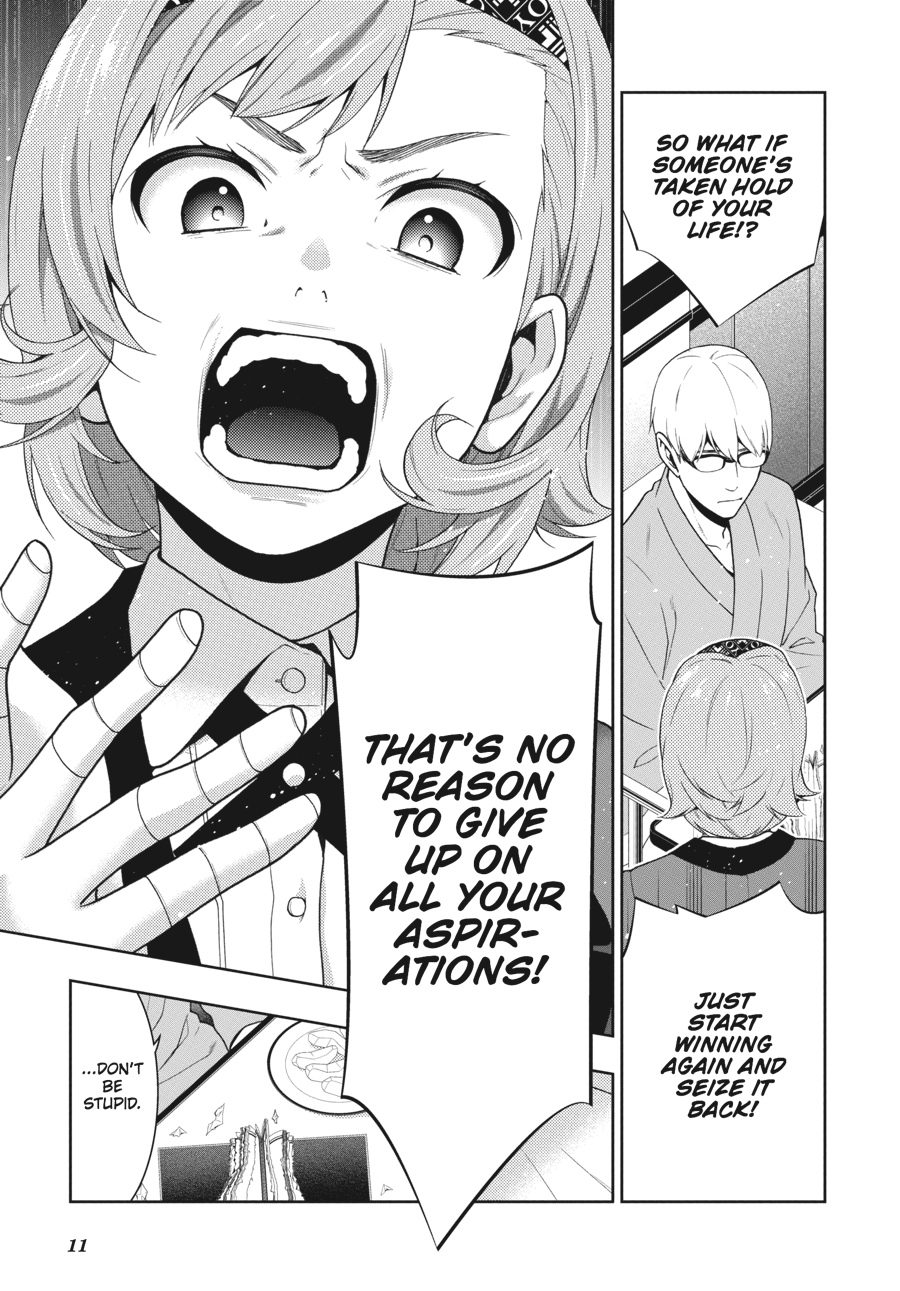 SO WHAT IF
SOMEONE'S
TAKEN HOLD
OF YOUR
LIFE!?
JUST
START
WINNING
AGAIN AND
SEIZE IT
BACK!
THAT'S NO
REASON
TO GIVE
UP ON
ALL YOUR
ASPIR-
ATIONS!
...DON'T
BE
STUPID.
11